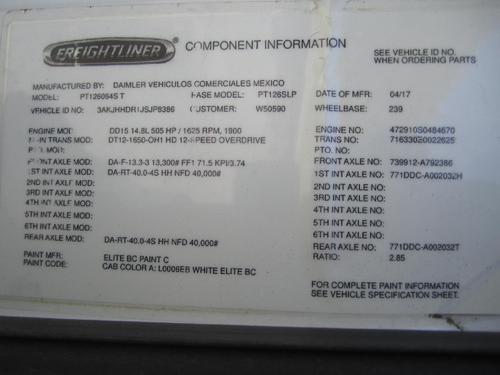 FREIGHTLINER COMPONENT INFORMATION
SEE VEHICLE ID NO. WHEN ORDERING PARTS
MANUFACTURED BY: DAIMLER VEHICULOS COMERCIALES MEXICO DATE OF MFR: 04/17
MODEL: PT126064S T BASE MODEL: PT126SLP WHEELBASE: 239
VEHICLE NO: 3AKJHHDR1JSJP8386 CUSTOMER: W50590
ENGINE MOD: DD15 14.8L 505 HP / 1625 RPM, 1900 ENGINE NO: 472910S0484670
MAIN TRANS MOD: DT12-1650-OH1 HD 12-SPEED OVERDRIVE TRANS NO: 716330Z0022625
MOD: PTO. NO:
FRONT AXLE MOD: DA-F-13.3-3 13,300# FF1 71.5 KPI/3.74 FRONT AXLE NO: 739912-A792386
1ST INT AXLE MOD: DA-RT-40.0-4S HH NFD 40,000# 1ST INT AXLE NO: 771DDC-A002032H
2ND INT AXLE MOD: 2ND INT AXLE NO:
3RD INT AXLE MOD: 3RD INT AXLE NO:
4TH INT AXLE MOD: 4TH INT AXLE NO:
5TH INT AXLE MOD: 5TH INT AXLE NO:
6TH INT AXLE MOD: 6TH INT AXLE NO:
REAR AXLE MOD: DA-RT-40.0-4S HH NFD 40,000# REAR AXLE NO: 771DDC-A002032T
RATIO: 2.85
PAINT MFR: ELITE BC PAINT C
PAINT CODE: CAB COLOR A: L0006EB WHITE ELITE BC
FOR COMPLETE PAINT INFORMATION
SEE VEHICLE SPECIFICATION SHEET.